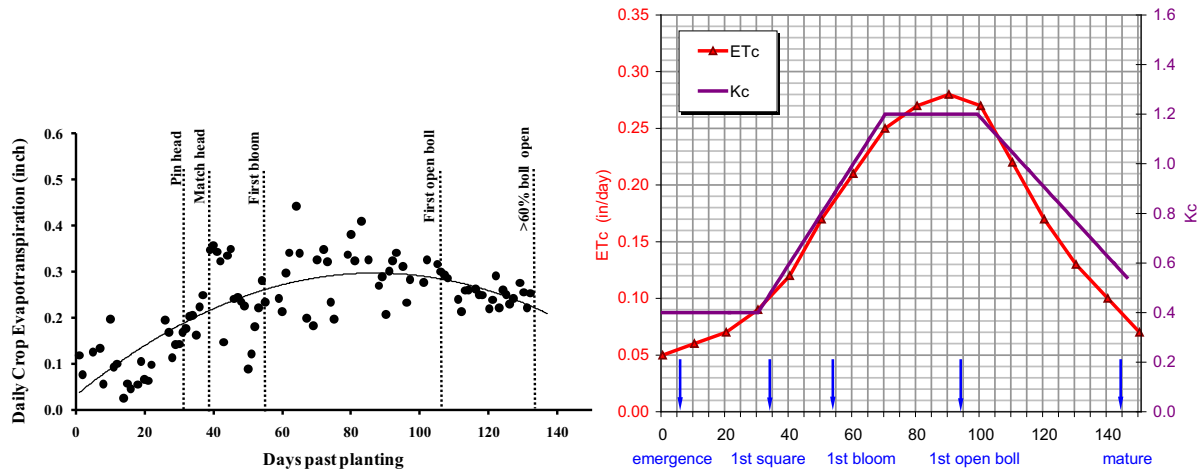 Daily Crop Evapotranspiration (inch)
0.6
0.5
0.4
0.3
0.2
0.1
0.0
Pin head
Match head
First bloom
First open boll
>60% boll open
0 20 40 60 80 100 120 140
Days past planting
ETc (in/day)
0.35
0.30
0.25
0.20
0.15
0.10
0.05
0.00
ETc
Kc
1.6
1.4
1.2
1.0
0.8
0.6
0.4
0.2
0.0
Kc
0 20 40 60 80 100 120 140
emergence 1st square 1st bloom 1st open boll mature